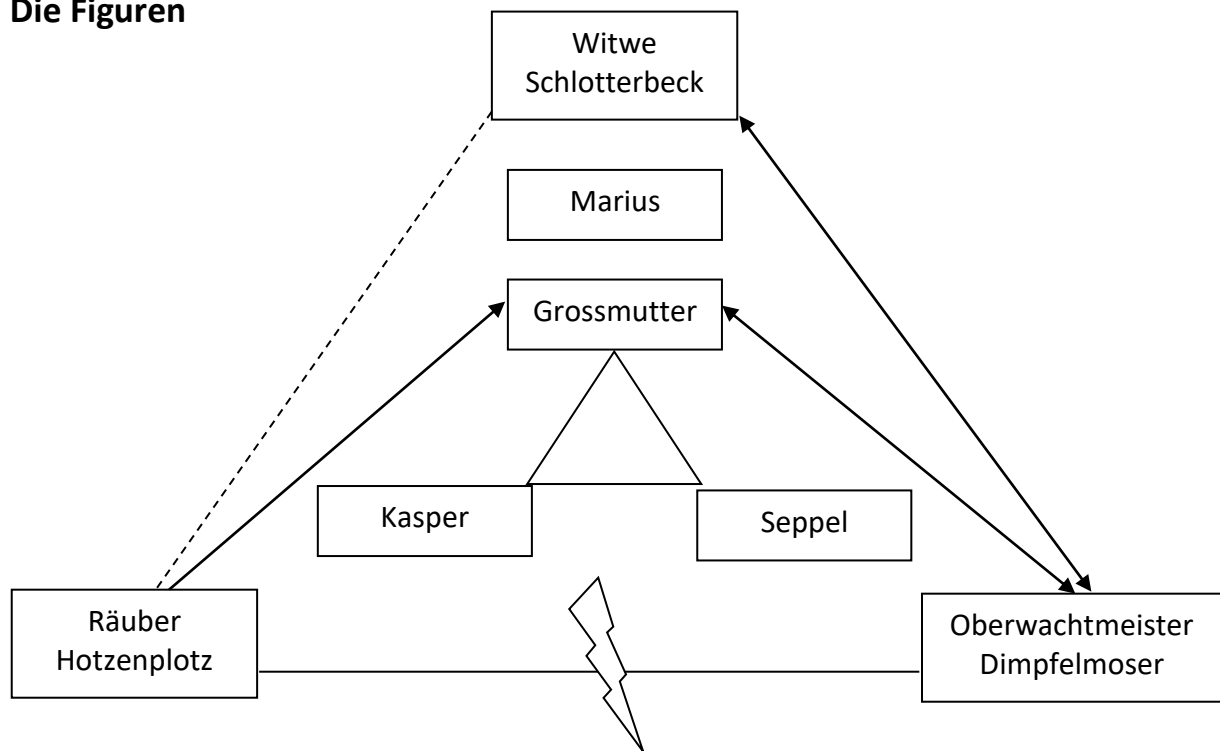 Die Figuren
Witwe
Schlotterbeck
Marius
Grossmutter
Kasper
Seppel
Räuber
Hotzenplotz
Oberwachtmeister
Dimpfelmoser